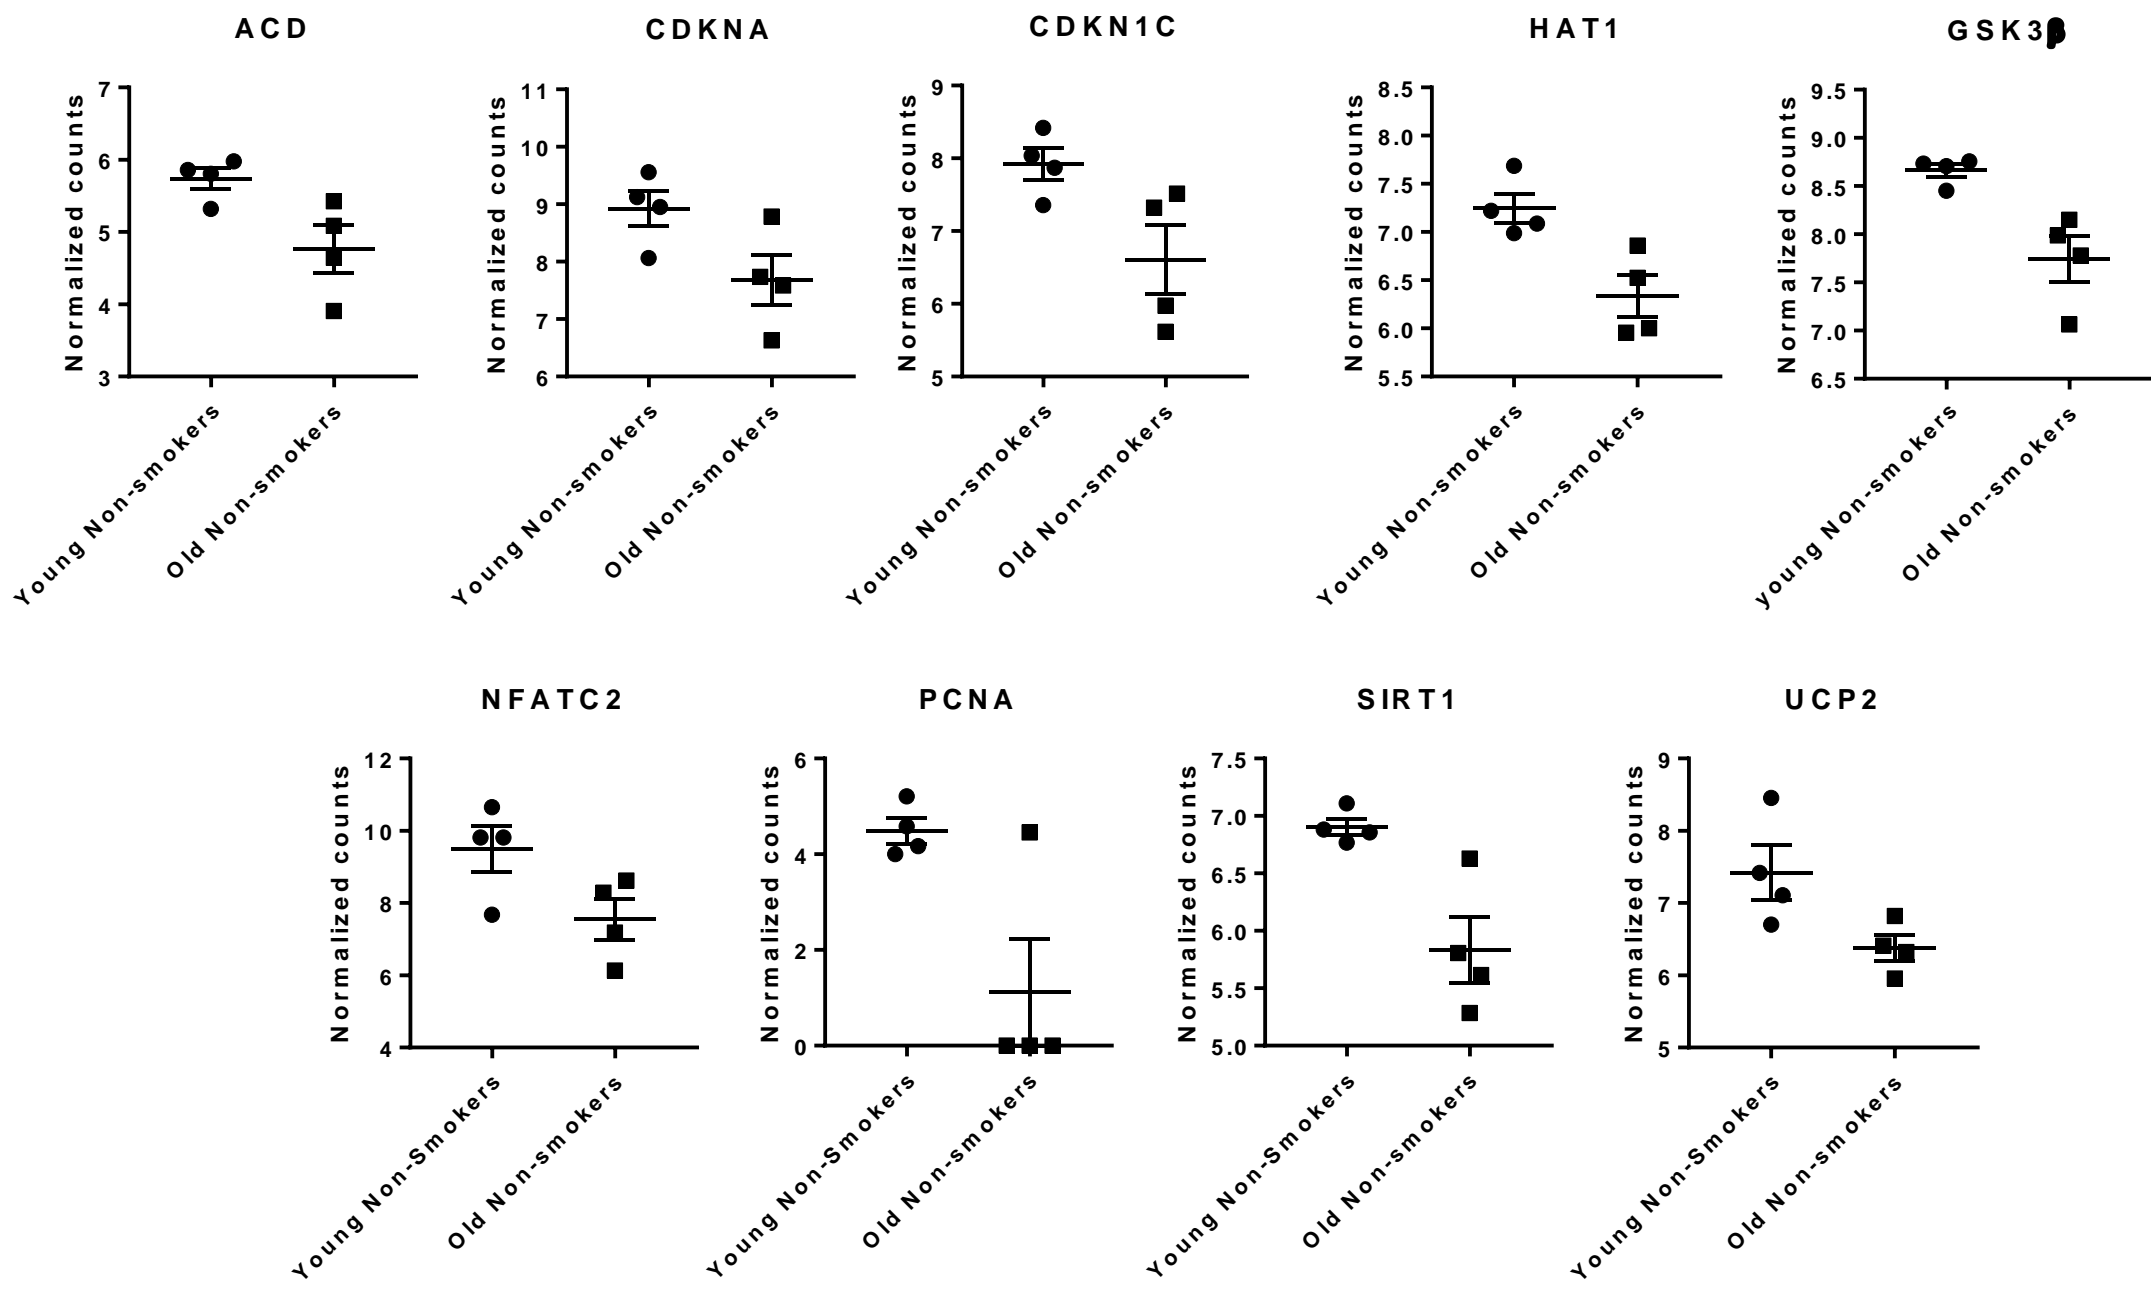 ACD
Normalized counts
7
6
5
4
3
Young Non-smokers
Old Non-smokers
CDKNA
Normalized counts
11
10
9
8
7
6
Young Non-smokers
Old Non-smokers
CDKN1C
Normalized counts
9
8
7
6
5
Young Non-smokers
Old Non-smokers
HAT1
Normalized counts
8.5
8.0
7.5
7.0
6.5
6.0
5.5
Young Non-smokers
Old Non-smokers
GSK3β
Normalized counts
9.5
9.0
8.5
8.0
7.5
7.0
6.5
young Non-smokers
Old Non-smokers
NFATC2
Normalized counts
12
10
8
6
4
Young Non-Smokers
Old Non-smokers
PCNA
Normalized counts
6
4
2
0
Young Non-Smokers
Old Non-smokers
SIRT1
Normalized counts
7.5
7.0
6.5
6.0
5.5
5.0
Young Non-Smokers
Old Non-smokers
UCP2
Normalized counts
9
8
7
6
5
Young Non-Smokers
Old Non-smokers